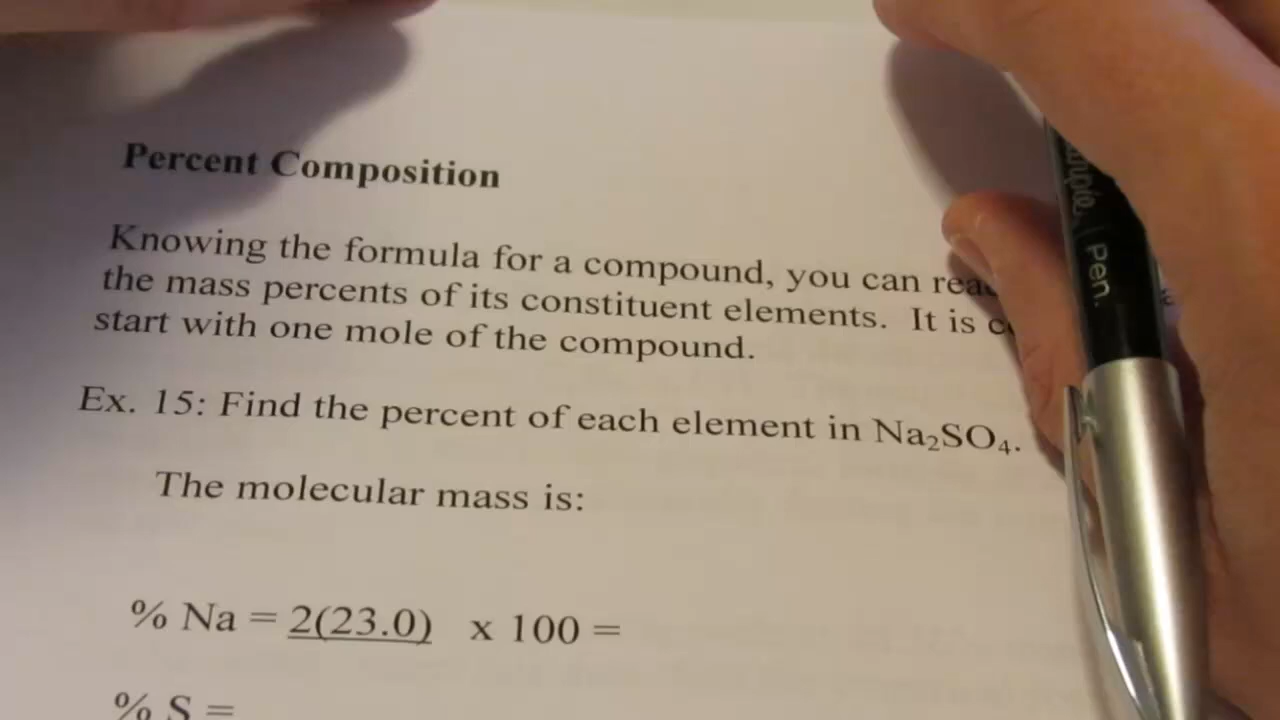 Percent Composition
Knowing the formula for a compound, you can
the mass percents of its constituent elements. It is
start with one mole of the compound.
Ex. 15: Find the percent of each element in Na₂SO₄.
The molecular mass is:
% Na = 2(23.0) x 100 =
% S =
Pen.